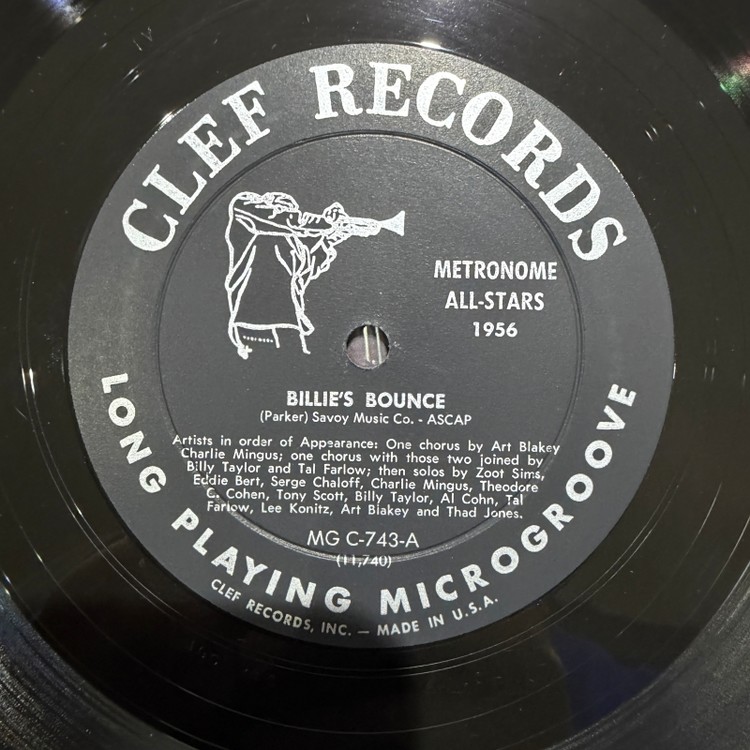 CLEF RECORDS
METRONOME
ALL-STARS
1956
BILLIE'S BOUNCE
(Parker) Savoy Music Co. - ASCAP
Artists in order of Appearance: One chorus by Art Blakey
Charlie Mingus; one chorus with those two joined by
Billy Taylor and Tal Farlow; then solos by Zoot Sims,
Eddie Bert, Serge Chaloff, Charlie Mingus, Theodore
C. Cohen, Tony Scott, Billy Taylor, Al Cohn, Tal
Farlow, Lee Konitz, Art Blakey and Thad Jones.
MG C-743-A
(11,740)
LONG PLAYING MICROGROOVE
CLEF RECORDS, INC. — MADE IN U.S.A.